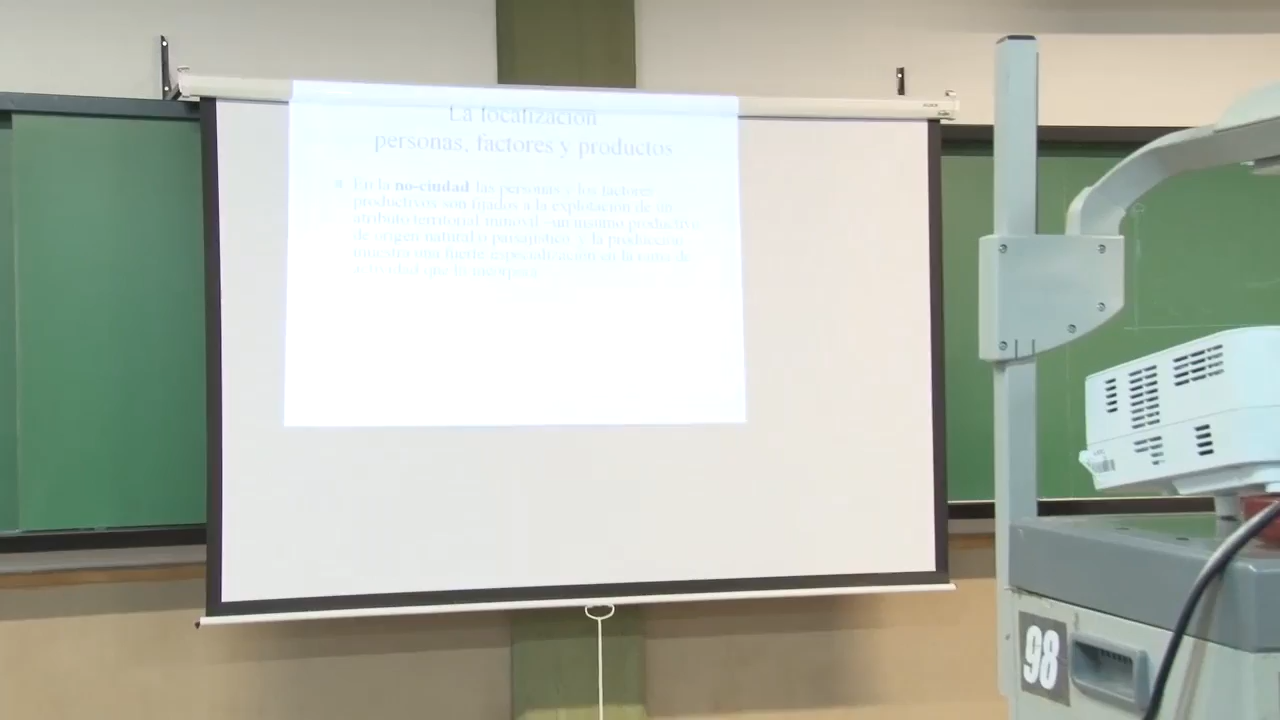 La localización
personas, factores y productos
En la no-ciudad las personas y los factores
productivos son fijados a la explotación de un
atributo territorial inmóvil -un insumo productivo
de origen natural o paisajístico- y la
muestra una fuerte especialización en la rama de
actividad que lo incorpora
98